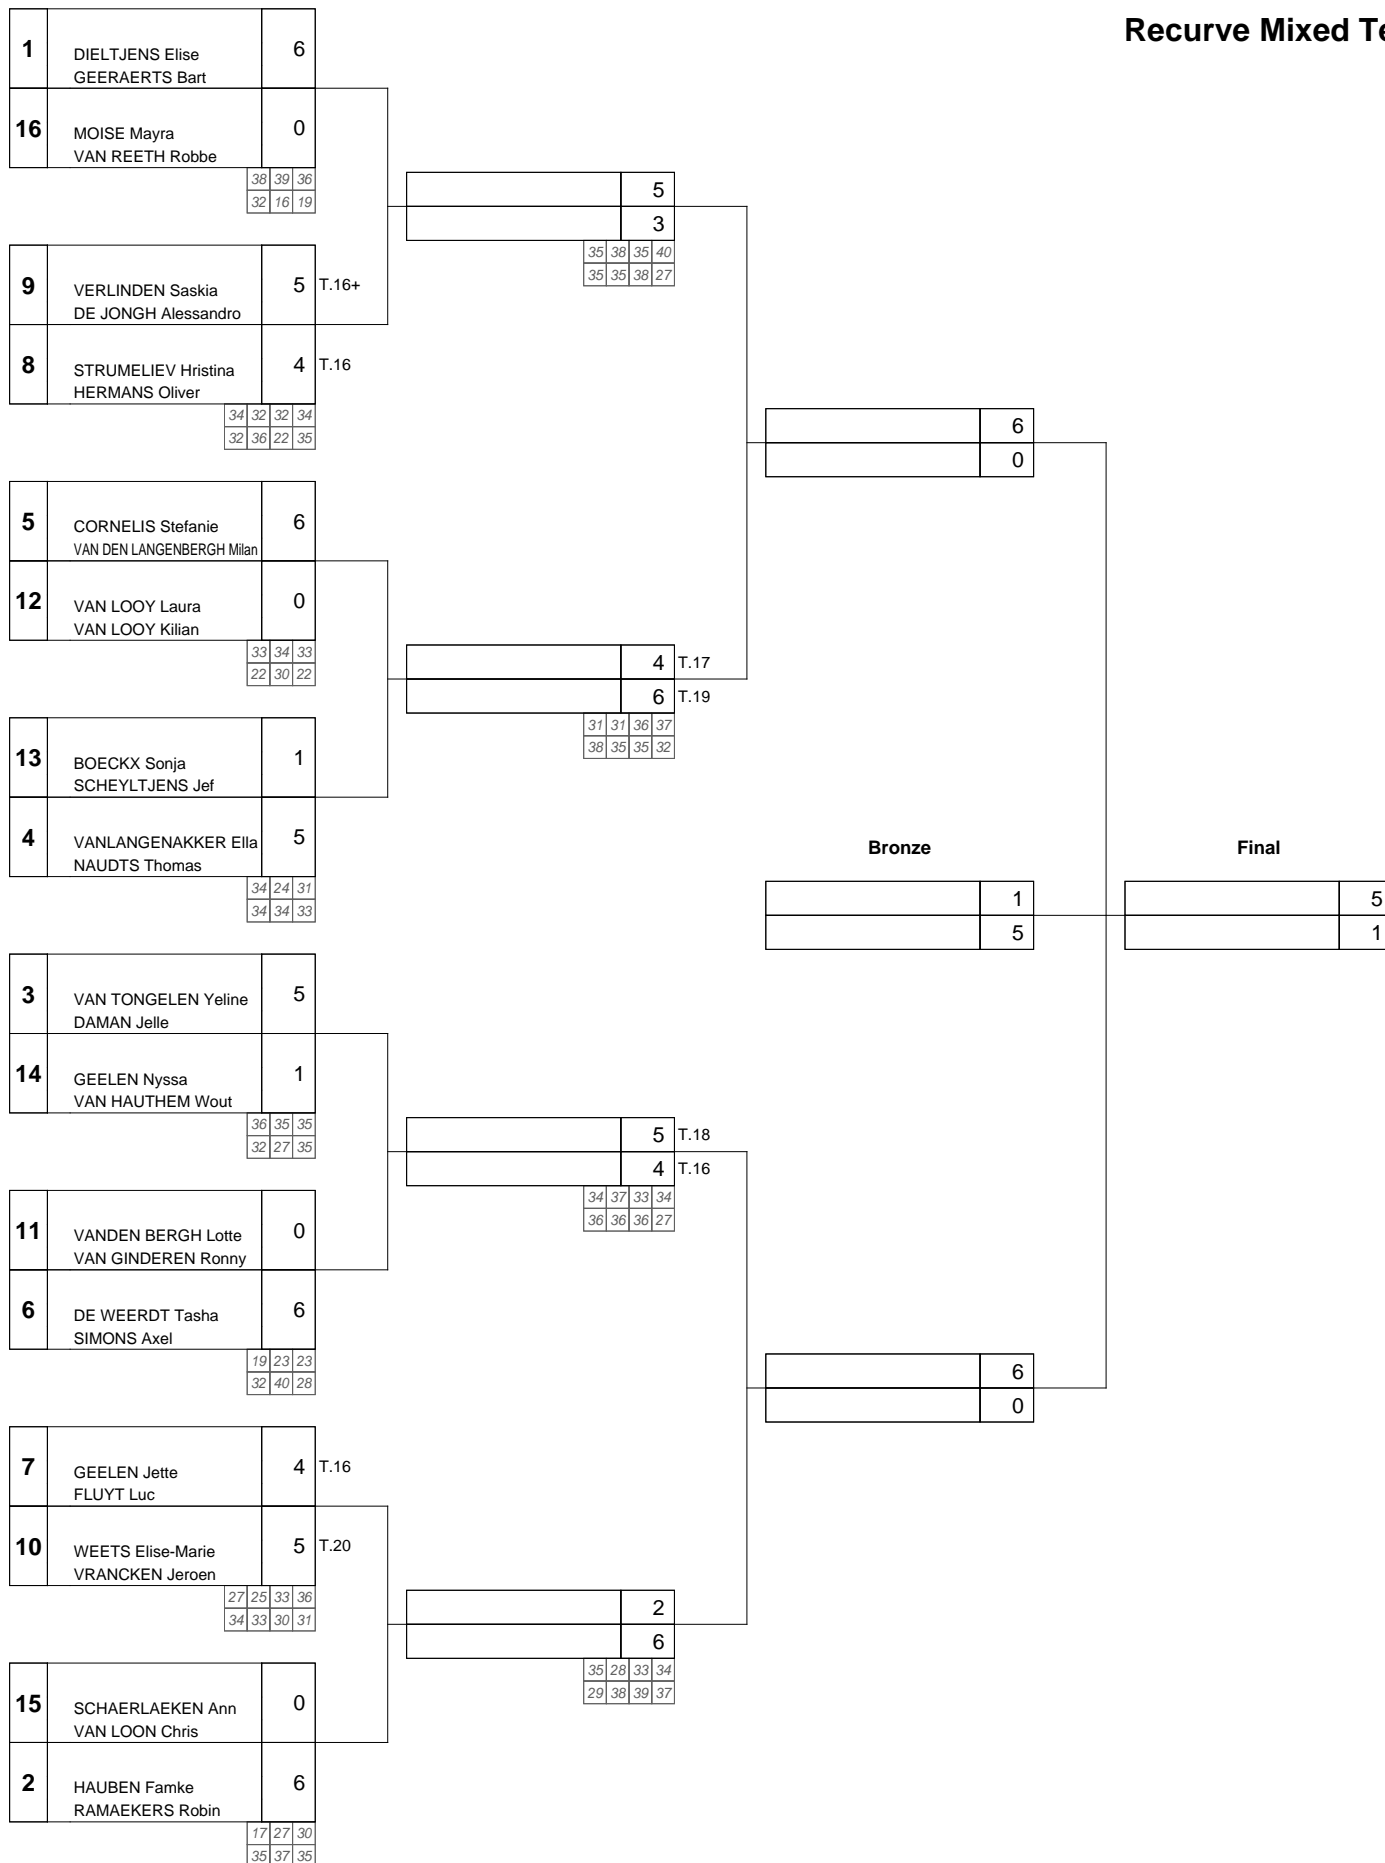 Recurve Mixed Te
1 DIELTJENS Elise 6
GEERAERTS Bart
16 MOISE Mayra 0
VAN REETH Robbe
38 39 36
32 16 19
5
3
35 38 35 40
35 35 38 27
9 VERLINDEN Saskia 5 T.16+
DE JONGH Alessandro
8 STRUMELIEV Hristina 4 T.16
HERMANS Oliver
34 32 32 34
32 36 22 35
6
0
5 CORNELIS Stefanie 6
VAN DEN LANGENBERGH Milan
12 VAN LOOY Laura 0
VAN LOOY Kilian
33 34 33
22 30 22
4 T.17
6 T.19
31 31 36 37
38 35 35 32
13 BOECKX Sonja 1
SCHEYLTJENS Jef
4 VANLANGENAKKER Ella 5
NAUDTS Thomas
34 24 31
34 34 33
Bronze
1
5
Final
5
1
3 VAN TONGELEN Yeline 5
DAMAN Jelle
14 GEELEN Nyssa 1
VAN HAUTHEM Wout
36 35 35
32 27 35
5 T.18
4 T.16
34 37 33 34
36 36 36 27
11 VANDEN BERGH Lotte 0
VAN GINDEREN Ronny
6 DE WEERDT Tasha 6
SIMONS Axel
19 23 23
32 40 28
6
0
7 GEELEN Jette 4 T.16
FLUYT Luc
10 WEETS Elise-Marie 5 T.20
VRANCKEN Jeroen
27 25 33 36
34 33 30 31
2
6
35 28 33 34
29 38 39 37
15 SCHAERLAEKEN Ann 0
VAN LOON Chris
2 HAUBEN Famke 6
RAMAEKERS Robin
17 27 30
35 37 35